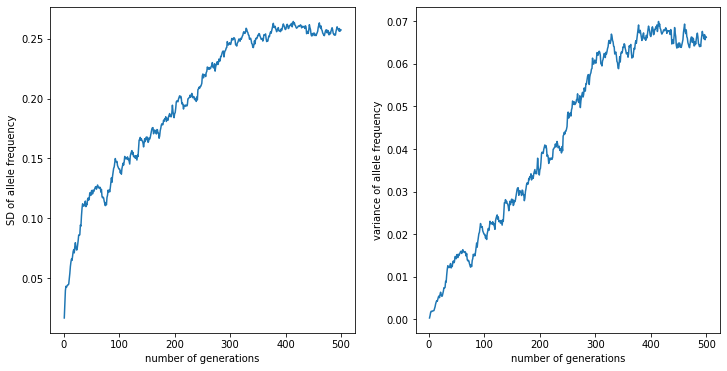 SD of allele frequency
0.25
0.20
0.15
0.10
0.05
0 100 200 300 400 500
number of generations
variance of allele frequency
0.07
0.06
0.05
0.04
0.03
0.02
0.01
0.00
0 100 200 300 400 500
number of generations